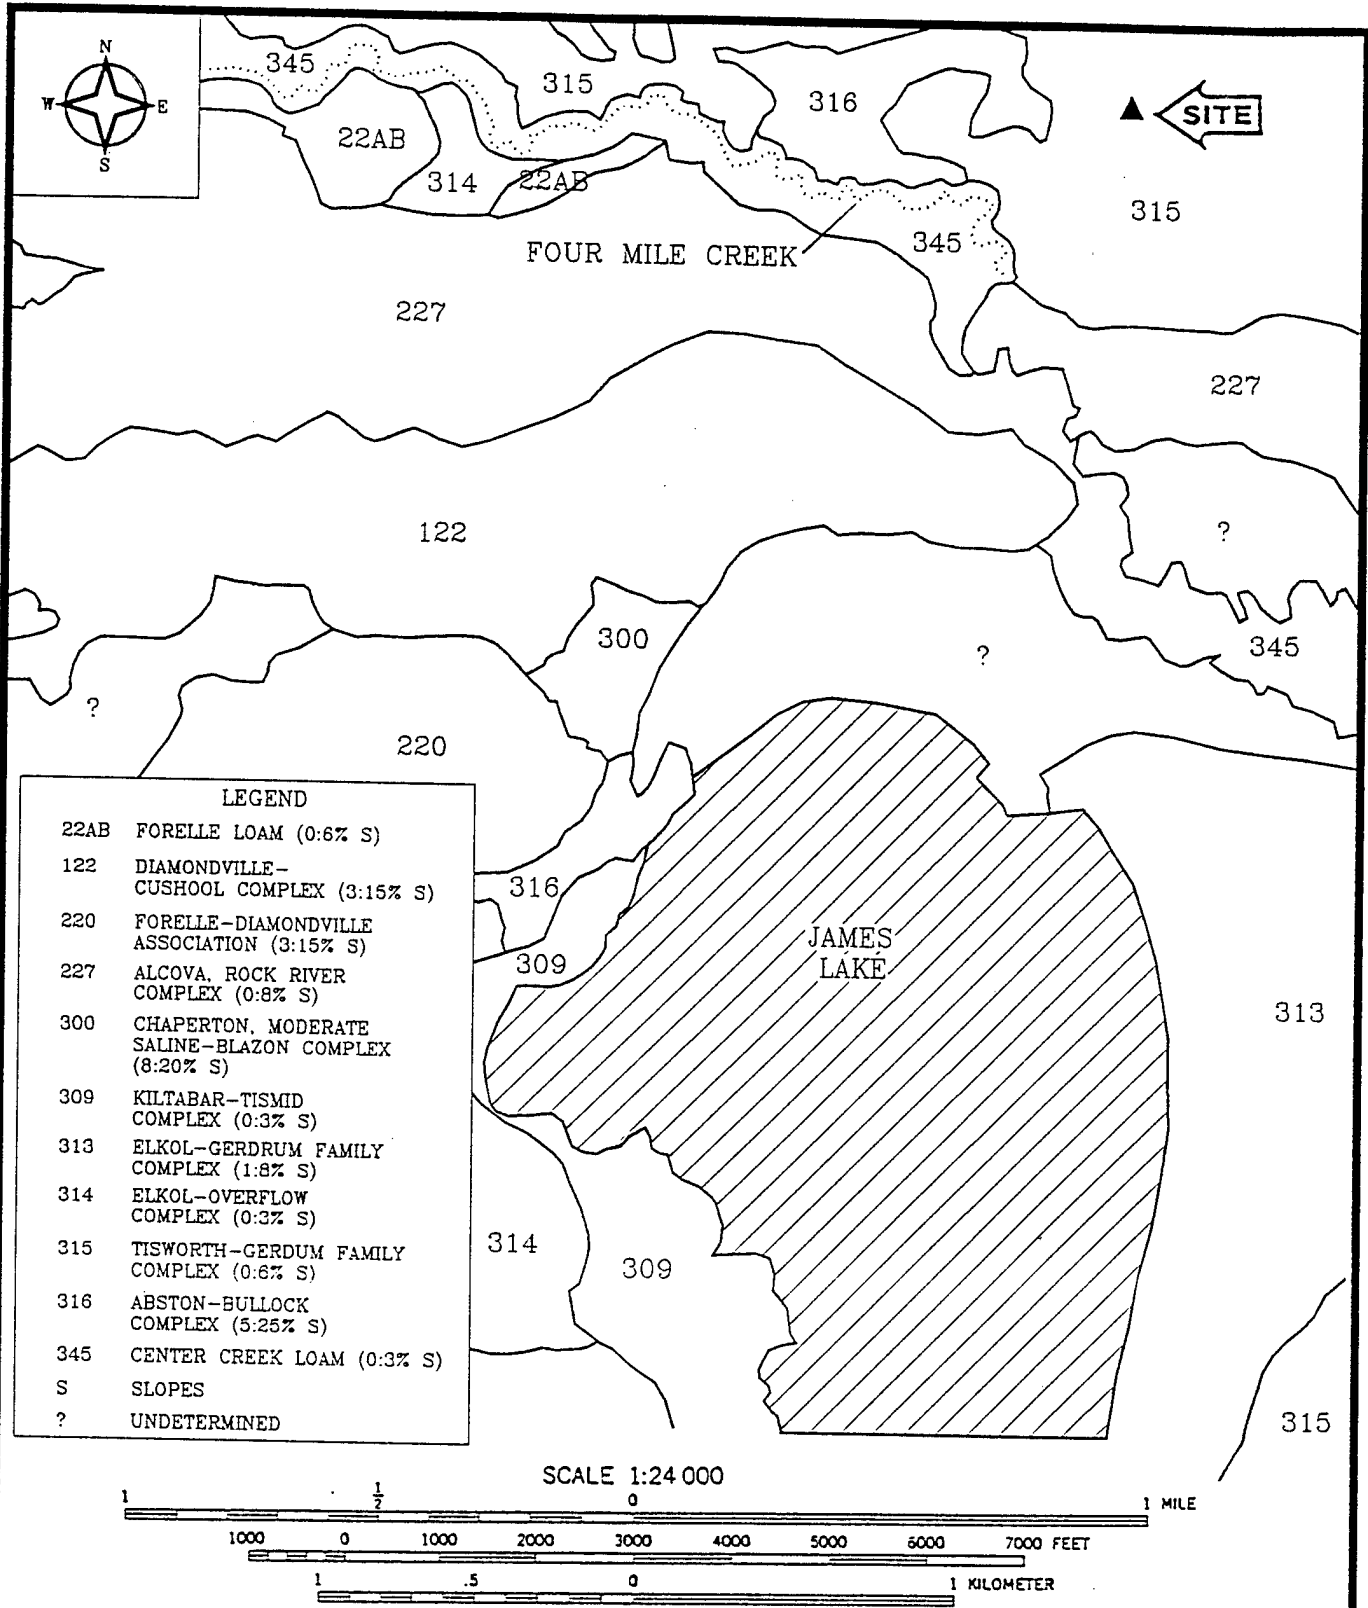 N
W E
S
345
315
316
SITE
22AB
314
22AB
315
FOUR MILE CREEK
345
227
227
122
?
300
?
345
?
220
LEGEND
22AB FORELLE LOAM (0:6% S)
122 DIAMONDVILLE-
CUSHOOL COMPLEX (3:15% S)
220 FORELLE-DIAMONDVILLE
ASSOCIATION (3:15% S)
227 ALCOVA, ROCK RIVER
COMPLEX (0:8% S)
300 CHAPERTON, MODERATE
SALINE-BLAZON COMPLEX
(8:20% S)
309 KILTABAR-TISMID
COMPLEX (0:3% S)
313 ELKOL-GERDRUM FAMILY
COMPLEX (1:8% S)
314 ELKOL-OVERFLOW
COMPLEX (0:3% S)
315 TISWORTH-GERDUM FAMILY
COMPLEX (0:6% S)
316 ABSTON-BULLOCK
COMPLEX (5:25% S)
345 CENTER CREEK LOAM (0:3% S)
S SLOPES
? UNDETERMINED
316
309
JAMES
LAKE
313
314
309
315
SCALE 1:24 000
1 1/2 0 1 MILE
1000 0 1000 2000 3000 4000 5000 6000 7000 FEET
1 .5 0 1 KILOMETER